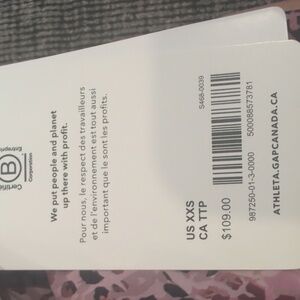 Certified
B
Corporation
Entrepri
We put people and planet
up there with profit.
Pour nous, le respect des travailleurs
et de l'environnement est tout aussi
important que le sont les profits.
S468-0039
US XXS
CA TTP
$109.00
987250-01-3-0000
500088573781
ATHLETA.GAPCANADA.CA